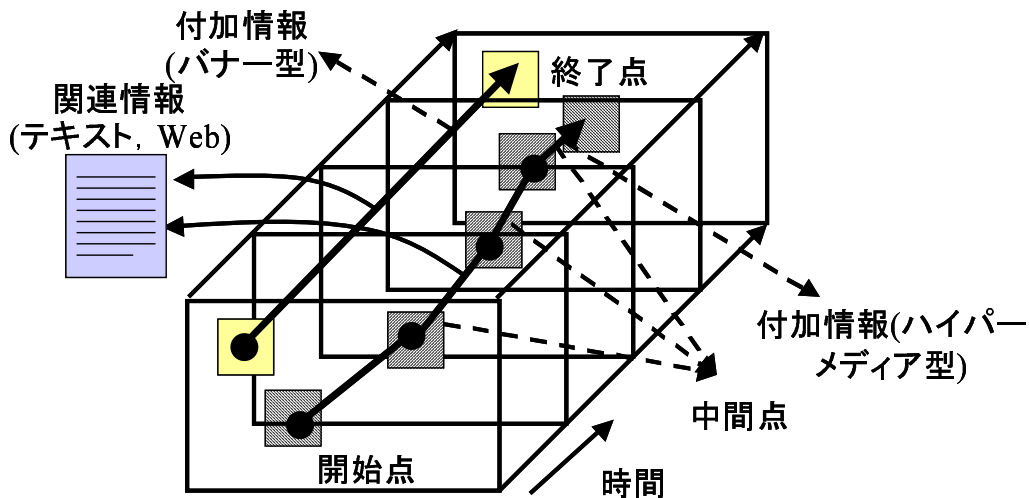 付加情報
(バナー型)
関連情報
(テキスト, Web)
終了点
付加情報(ハイパー
メディア型)
中間点
開始点
時間